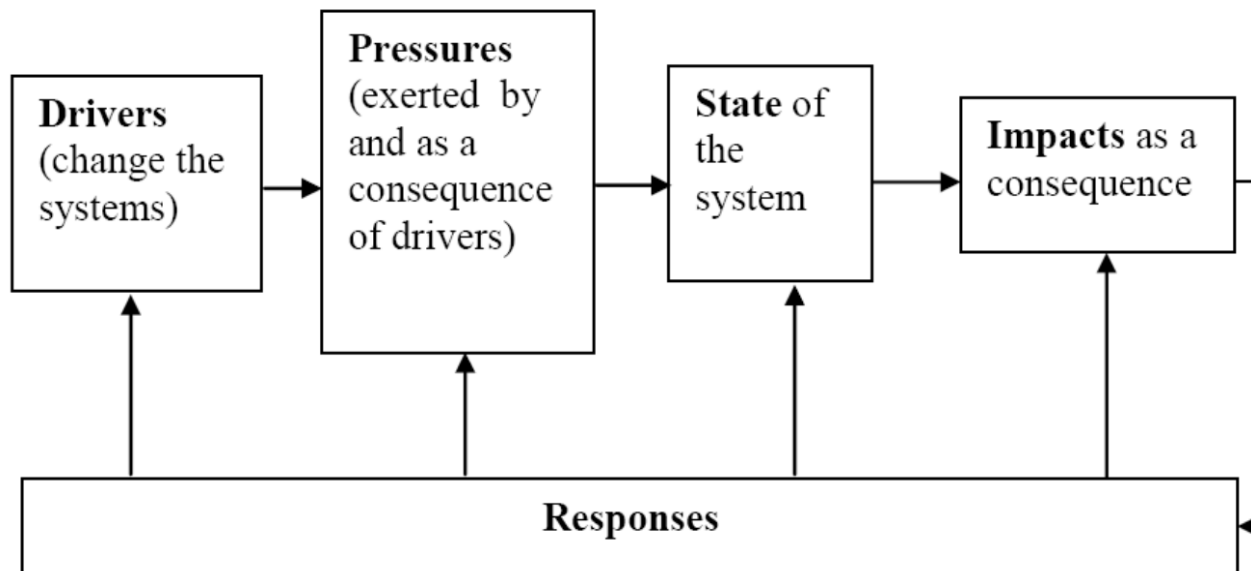 Drivers
(change the
systems)
Pressures
(exerted by
and as a
consequence
of drivers)
State of
the
system
Impacts as a
consequence
Responses